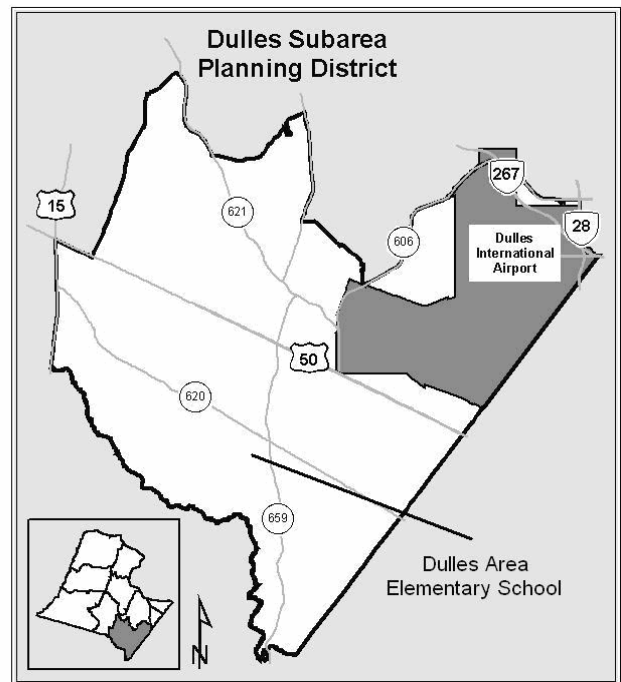 Dulles Subarea
Planning District
267
15
621
28
606
Dulles
International
Airport
50
620
659
Dulles Area
Elementary School
N